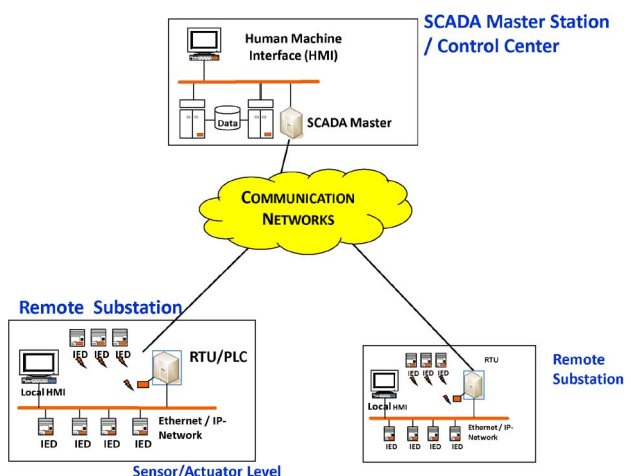 SCADA Master Station
/ Control Center
Human Machine
Interface (HMI)
Data
SCADA Master
COMMUNICATION
NETWORKS
Remote Substation
IED IED IED
RTU/PLC
Local HMI
Ethernet / IP-
Network
IED IED IED IED
Sensor/Actuator Level
RTU
IED IED IED
Remote
Substation
Local HMI
Ethernet / IP-
Network
IED IED IED IED